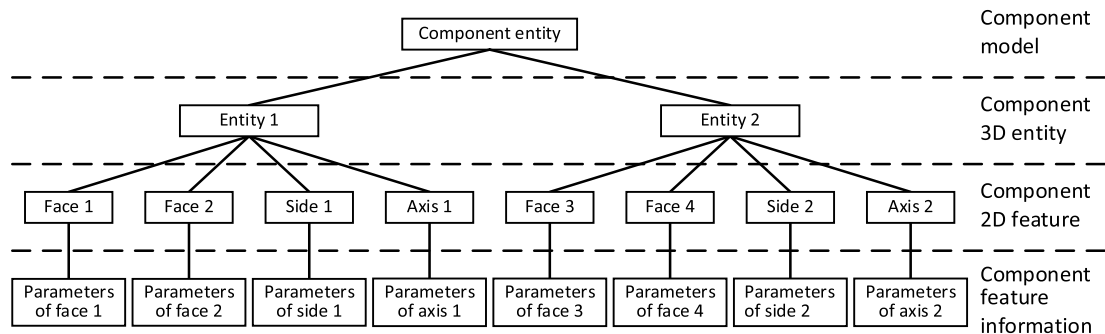 Component entity
Component
model
Entity 1
Entity 2
Component
3D entity
Face 1
Face 2
Side 1
Axis 1
Face 3
Face 4
Side 2
Axis 2
Component
2D feature
Parameters
of face 1
Parameters
of face 2
Parameters
of side 1
Parameters
of axis 1
Parameters
of face 3
Parameters
of face 4
Parameters
of side 2
Parameters
of axis 2
Component
feature
information